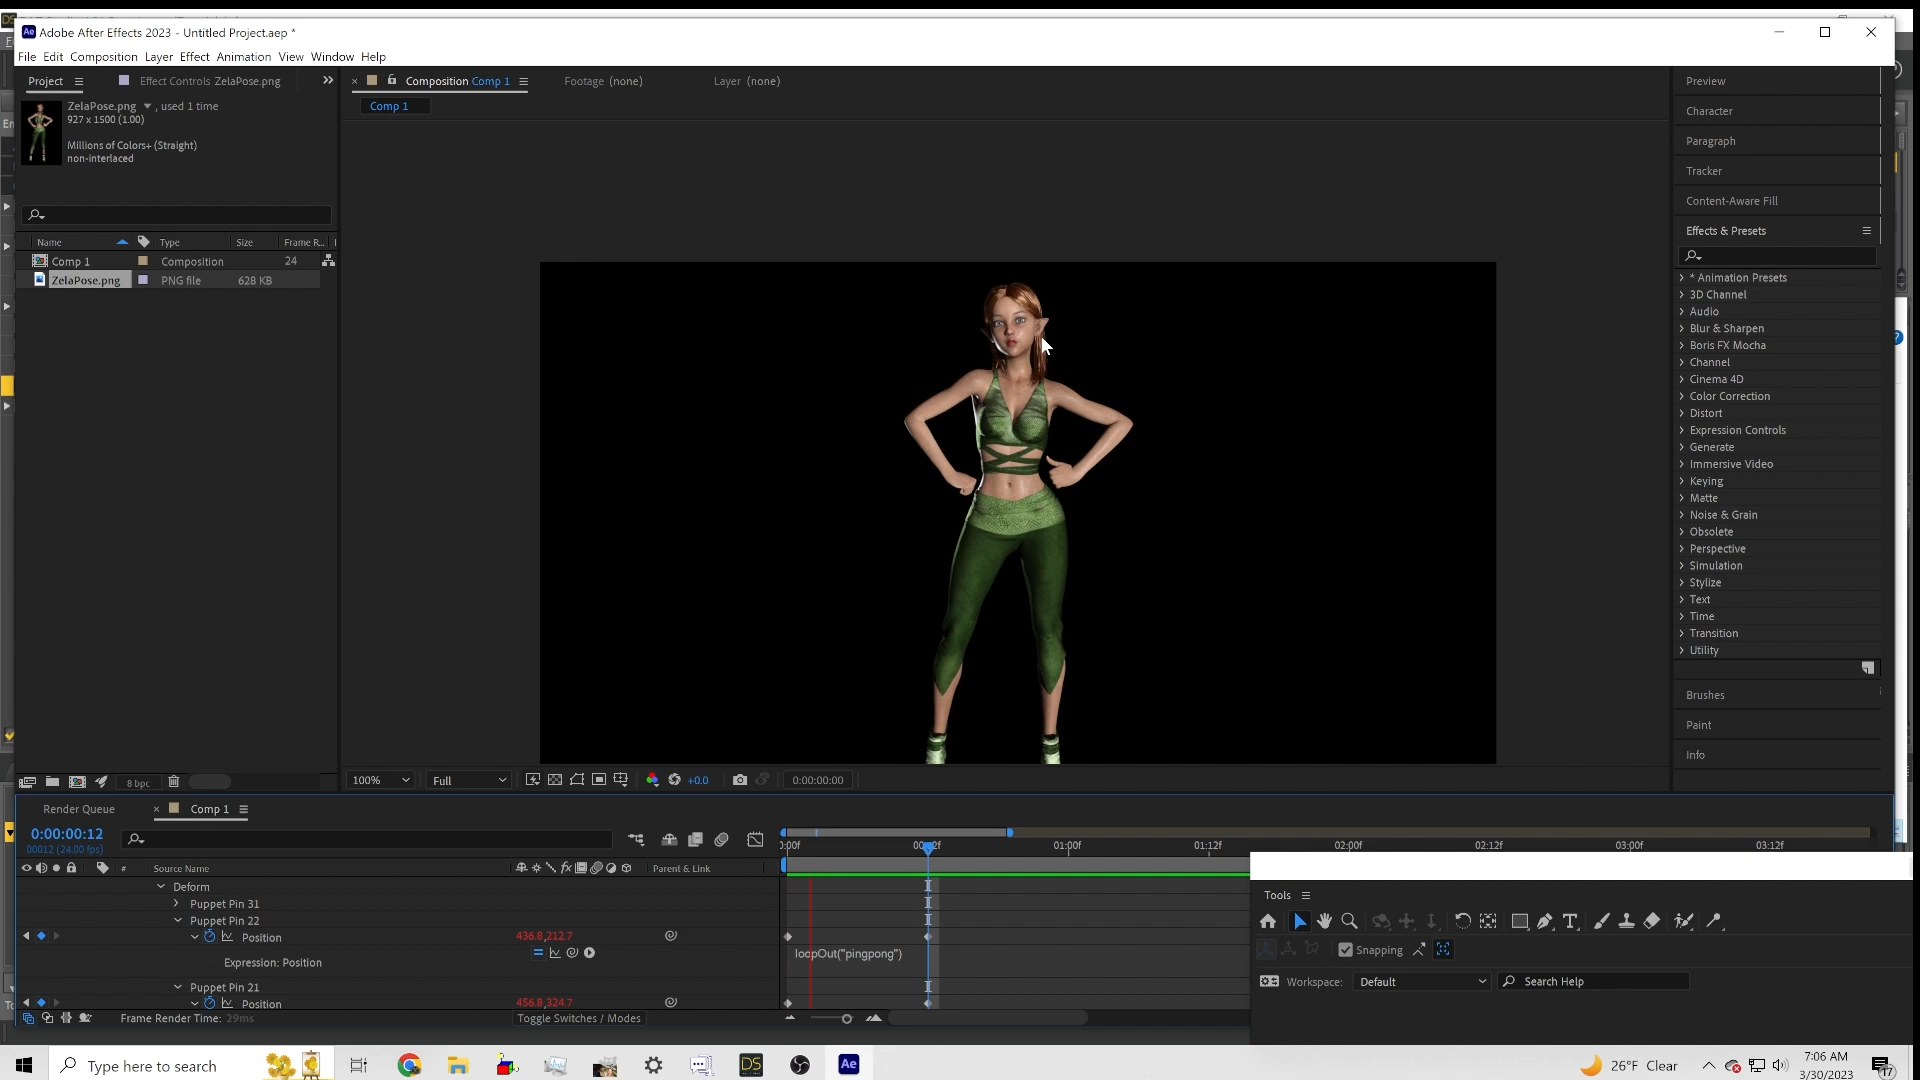 Adobe After Effects 2023 - Untitled Project.aep *
File Edit Composition Layer Effect Animation View Window Help
Project
Effect Controls ZelaPose.png
Composition Comp 1
Footage (none)
Layer (none)
Comp 1
ZelaPose.png , used 1 time
927 x 1500 (1.00)
Millions of Colors+ (Straight)
non-interlaced
Name Type Size Frame R...
Comp 1 Composition 24
ZelaPose.png PNG file 628 KB
Preview
Character
Paragraph
Tracker
Content-Aware Fill
Effects & Presets
* Animation Presets
3D Channel
Audio
Blur & Sharpen
Boris FX Mocha
Channel
Cinema 4D
Color Correction
Distort
Expression Controls
Generate
Immersive Video
Keying
Matte
Noise & Grain
Obsolete
Perspective
Simulation
Stylize
Text
Time
Transition
Utility
Brushes
Paint
Info
8 bpc
100% Full +0.0 0:00:00:00
Render Queue
Comp 1
0:00:00:12
00012 (24.00 fps)
# Source Name Parent & Link
01:00f 01:12f 02:00f 02:12f 03:00f 03:12f
Deform
Puppet Pin 31
Puppet Pin 22
Position 436.8,212.7
Expression: Position
loopOut("pingpong")
Puppet Pin 21
Position 456.8,324.7
Frame Render Time: 29ms
Toggle Switches / Modes
Tools
Snapping
Workspace: Default
Search Help
Type here to search
DS
Ae
26°F Clear
7:06 AM
3/30/2023
17